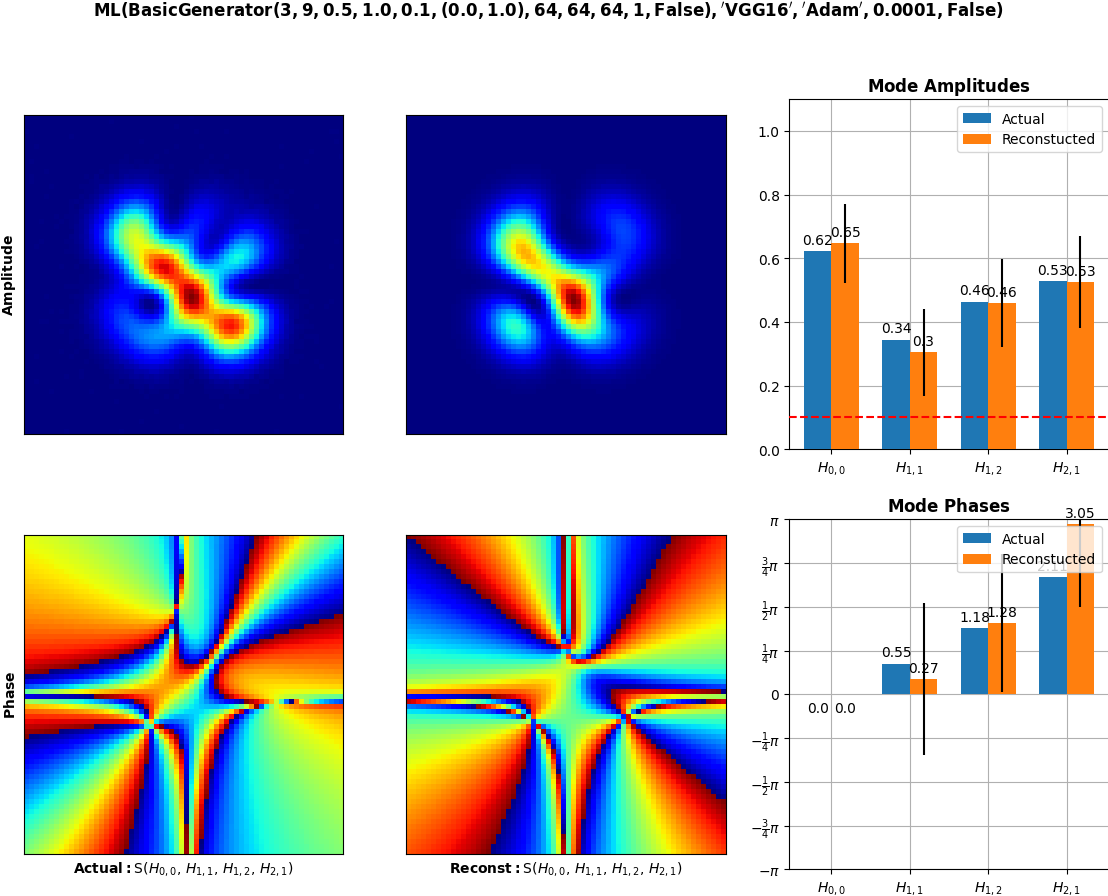 ML(BasicGenerator(3, 9, 0.5, 1.0, 0.1, (0.0, 1.0), 64, 64, 64, 1, False), ′VGG16′, ′Adam′, 0.0001, False)
Amplitude
Mode Amplitudes
Actual
Reconstucted
1.0
0.8
0.6
0.4
0.2
0.0
0.62
0.65
0.34
0.3
0.46
0.46
0.53
0.53
H0,0
H1,1
H1,2
H2,1
Phase
Actual: S(H0,0, H1,1, H1,2, H2,1)
Reconst: S(H0,0, H1,1, H1,2, H2,1)
Mode Phases
Actual
Reconstucted
π
3/4π
1/2π
1/4π
0
−1/4π
−1/2π
−3/4π
−π
0.0
0.0
0.55
0.27
1.18
1.28
3.05
H0,0
H1,1
H1,2
H2,1